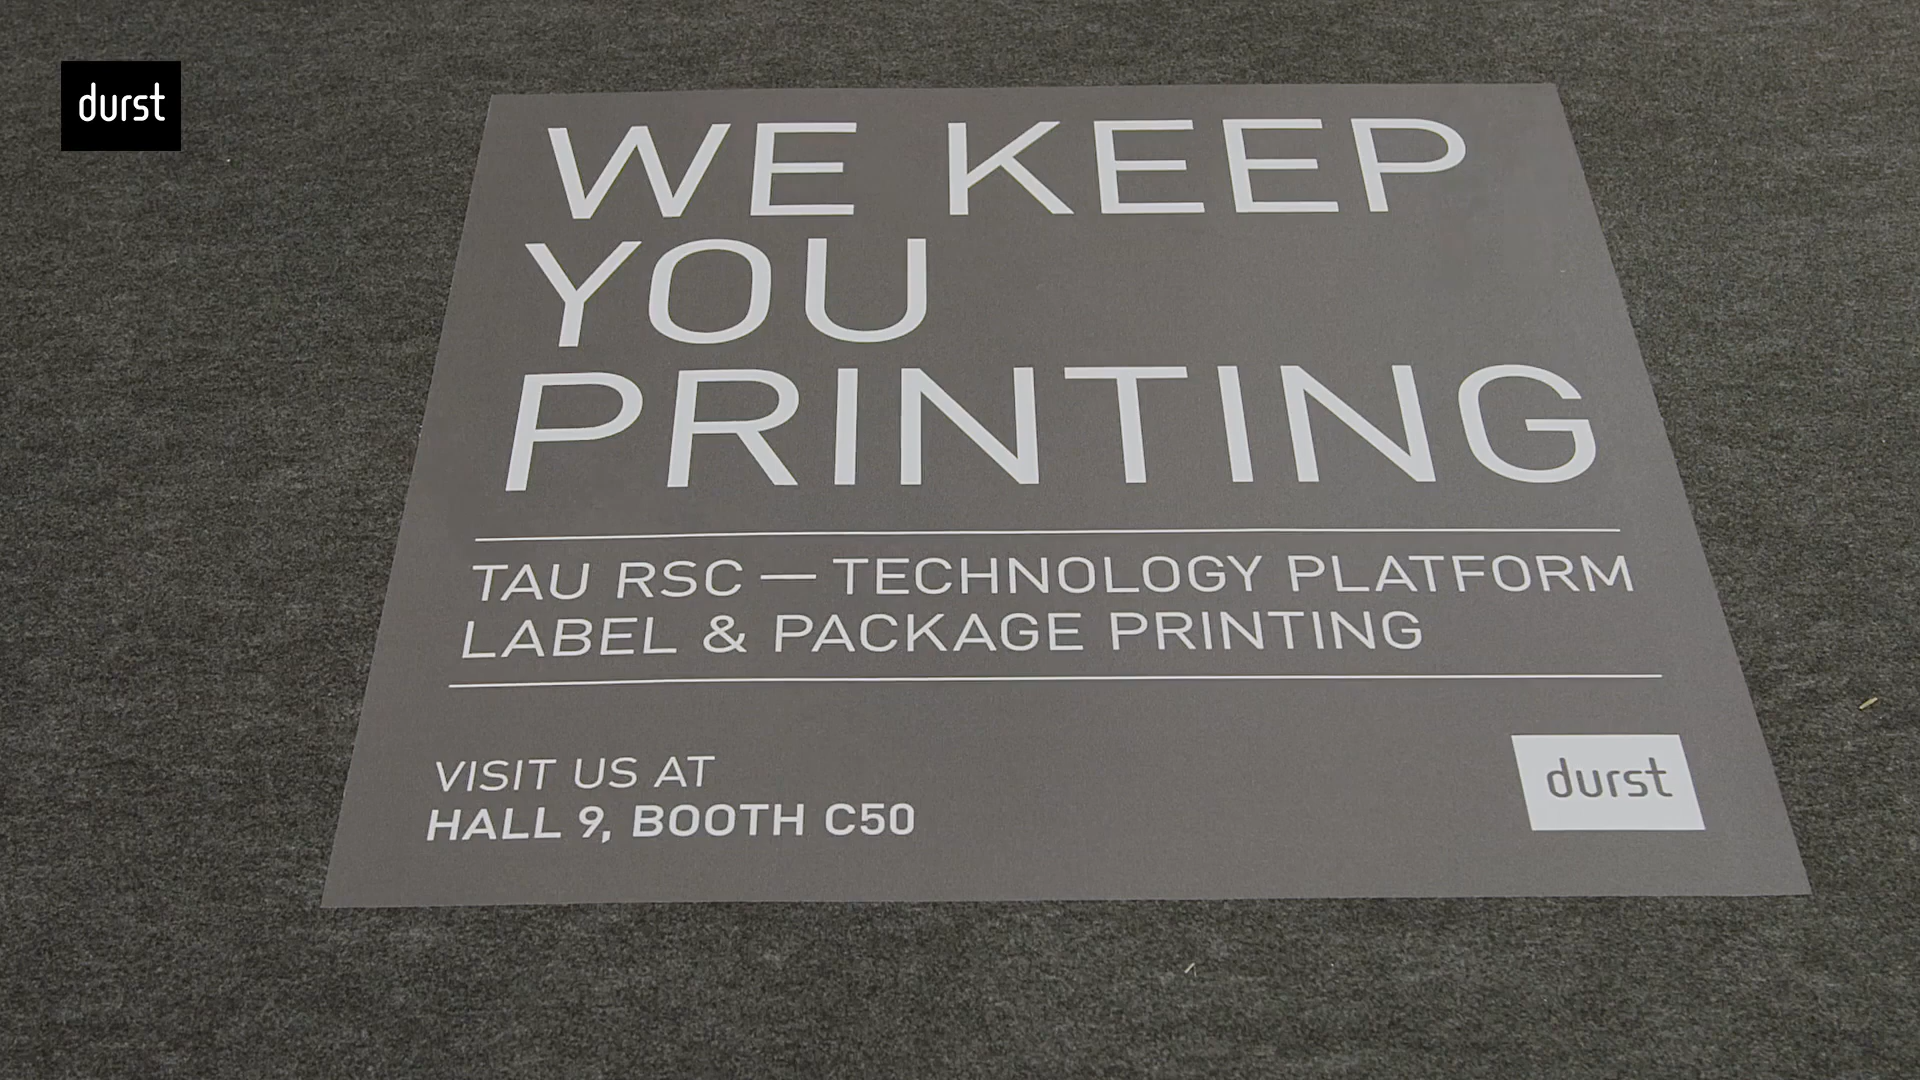 durst
WE KEEP
YOU
PRINTING
TAU RSC — TECHNOLOGY PLATFORM
LABEL & PACKAGE PRINTING
VISIT US AT
HALL 9, BOOTH C50
durst